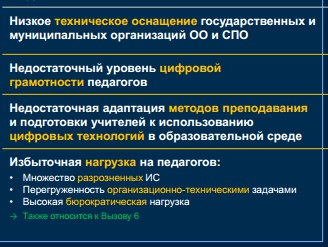 Низкое техническое оснащение государственных и
муниципальных организаций ОО и СПО
Недостаточный уровень цифровой
грамотности педагогов
Недостаточная адаптация методов преподавания
и подготовки учителей к использованию
цифровых технологий в образовательной среде
Избыточная нагрузка на педагогов:
• Множество разрозненных ИС
• Перегруженность организационно-техническими задачами
• Высокая бюрократическая нагрузка
→ Также относится к Вызову 6